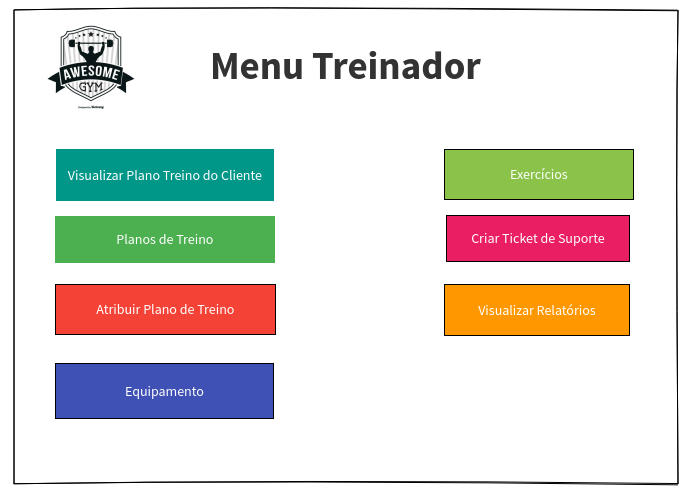 AWESOME
GYM
Menu Treinador
Visualizar Plano Treino do Cliente
Planos de Treino
Atribuir Plano de Treino
Equipamento
Exercícios
Criar Ticket de Suporte
Visualizar Relatórios